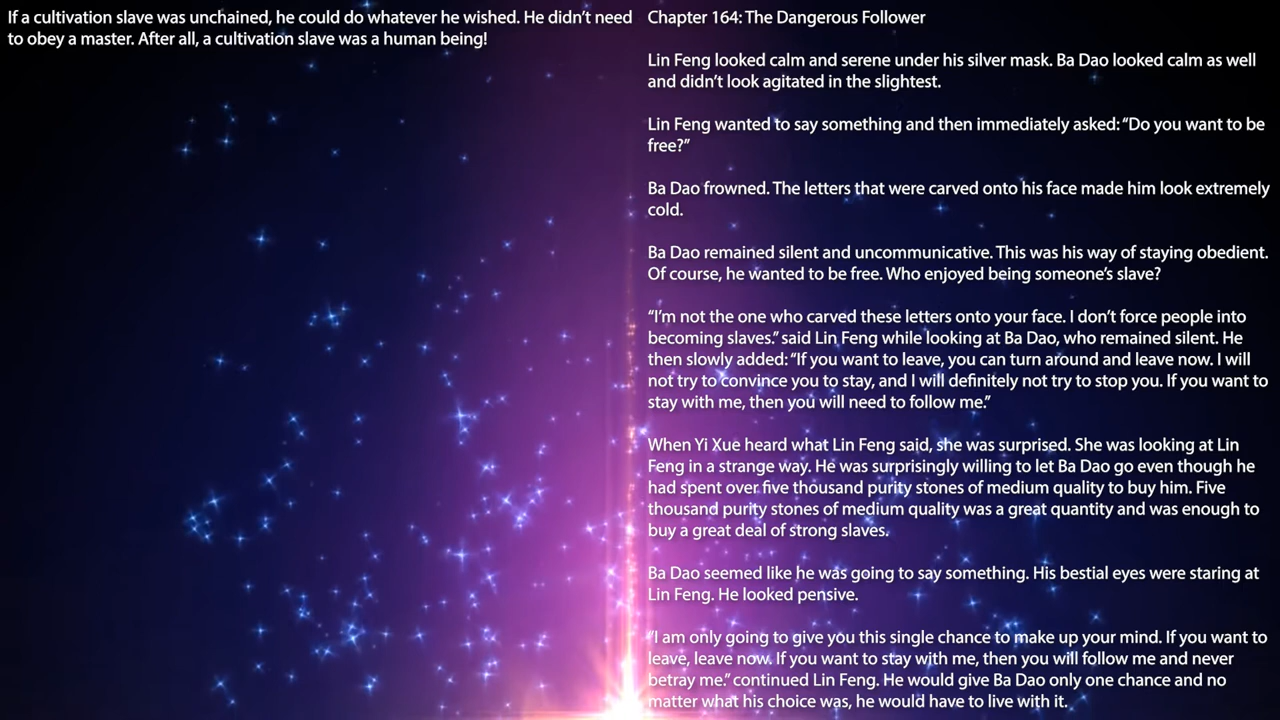 If a cultivation slave was unchained, he could do whatever he wished. He didn’t need
to obey a master. After all, a cultivation slave was a human being!
Chapter 164: The Dangerous Follower
Lin Feng looked calm and serene under his silver mask. Ba Dao looked calm as well
and didn’t look agitated in the slightest.
Lin Feng wanted to say something and then immediately asked: “Do you want to be
free?”
Ba Dao frowned. The letters that were carved onto his face made him look extremely
cold.
Ba Dao remained silent and uncommunicative. This was his way of staying obedient.
Of course, he wanted to be free. Who enjoyed being someone’s slave?
“I’m not the one who carved these letters onto your face. I don’t force people into
becoming slaves.” said Lin Feng while looking at Ba Dao, who remained silent. He
then slowly added: “If you want to leave, you can turn around and leave now. I will
not try to convince you to stay, and I will definitely not try to stop you. If you want to
stay with me, then you will need to follow me.”
When Yi Xue heard what Lin Feng said, she was surprised. She was looking at Lin
Feng in a strange way. He was surprisingly willing to let Ba Dao go even though he
had spent over five thousand purity stones of medium quality to buy him. Five
thousand purity stones of medium quality was a great quantity and was enough to
buy a great deal of strong slaves.
Ba Dao seemed like he was going to say something. His bestial eyes were staring at
Lin Feng. He looked pensive.
“I am only going to give you this single chance to make up your mind. If you want to
leave, leave now. If you want to stay with me, then you will follow me and never
betray me.” continued Lin Feng. He would give Ba Dao only one chance and no
matter what his choice was, he would have to live with it.